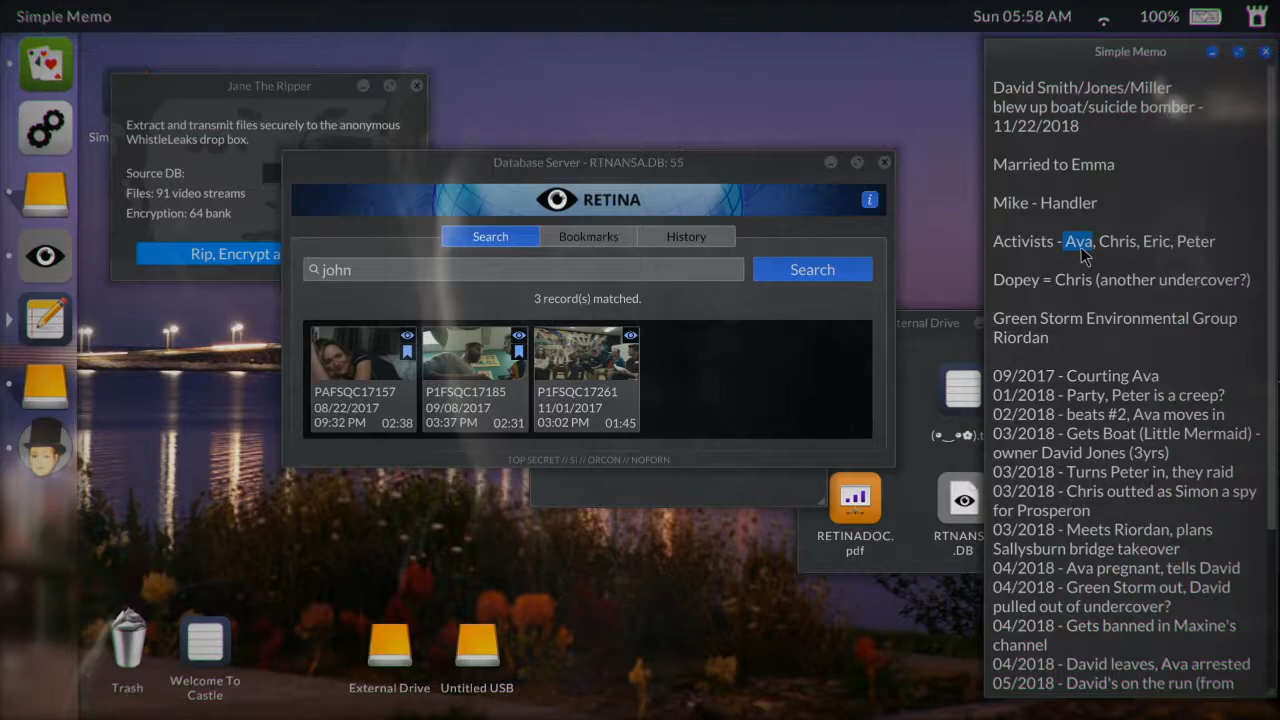 Simple Memo
Sun 05:58 AM
100%
Jane The Ripper
Extract and transmit files securely to the anonymous
WhistleLeaks drop box.
Source DB:
Files: 91 video streams
Encryption: 64 bank
Rip, Encrypt a
Sim
Database Server - RTNANSA.DB: 55
RETINA
i
Search
Bookmarks
History
john
Search
3 record(s) matched.
PAFSQC17157
08/22/2017
09:32 PM
02:38
P1FSQC17185
09/08/2017
03:37 PM
02:31
P1FSQC17261
11/01/2017
03:02 PM
01:45
TOP SECRET // SI // ORCON // NOFORN
ternal Drive
RETINADOC.
pdf
RTNANS
.DB
Simple Memo
David Smith/Jones/Miller
blew up boat/suicide bomber -
11/22/2018
Married to Emma
Mike - Handler
Activists - Ava, Chris, Eric, Peter
Dopey = Chris (another undercover?)
Green Storm Environmental Group
Riordan
09/2017 - Courting Ava
01/2018 - Party, Peter is a creep?
02/2018 - beats #2, Ava moves in
03/2018 - Gets Boat (Little Mermaid) -
owner David Jones (3yrs)
03/2018 - Turns Peter in, they raid
03/2018 - Chris outted as Simon a spy
for Prosperon
03/2018 - Meets Riordan, plans
Sallysburn bridge takeover
04/2018 - Ava pregnant, tells David
04/2018 - Green Storm out, David
pulled out of undercover?
04/2018 - Gets banned in Maxine's
channel
04/2018 - David leaves, Ava arrested
05/2018 - David's on the run (from
Trash
Welcome To
Castle
External Drive
Untitled USB